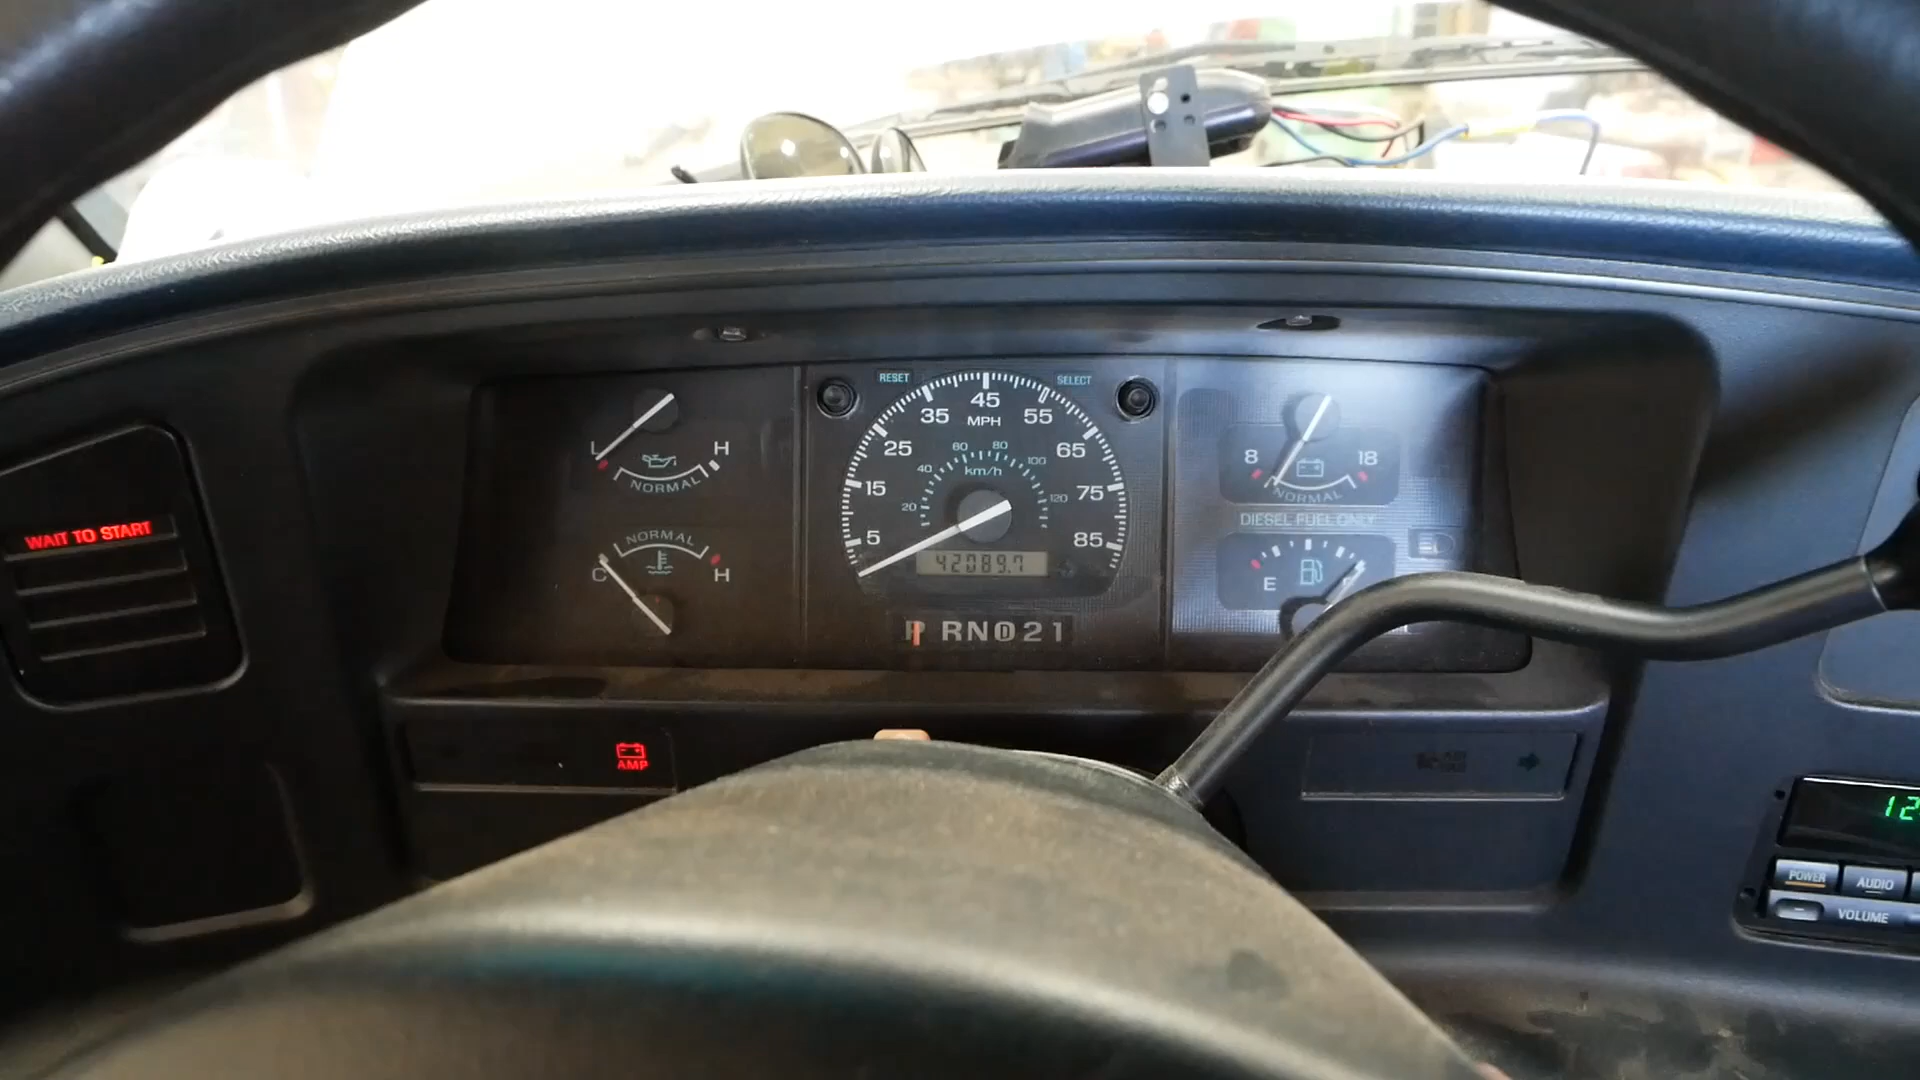 RESET
SELECT
45
35
55
MPH
25
65
60
80
40
km/h
100
15
75
20
120
5
85
42089.7
P RN D 2 1
L
H
NORMAL
NORMAL
C
H
8
18
NORMAL
DIESEL FUEL ONLY
E
F
WAIT TO START
AMP
12
POWER
AUDIO
VOLUME